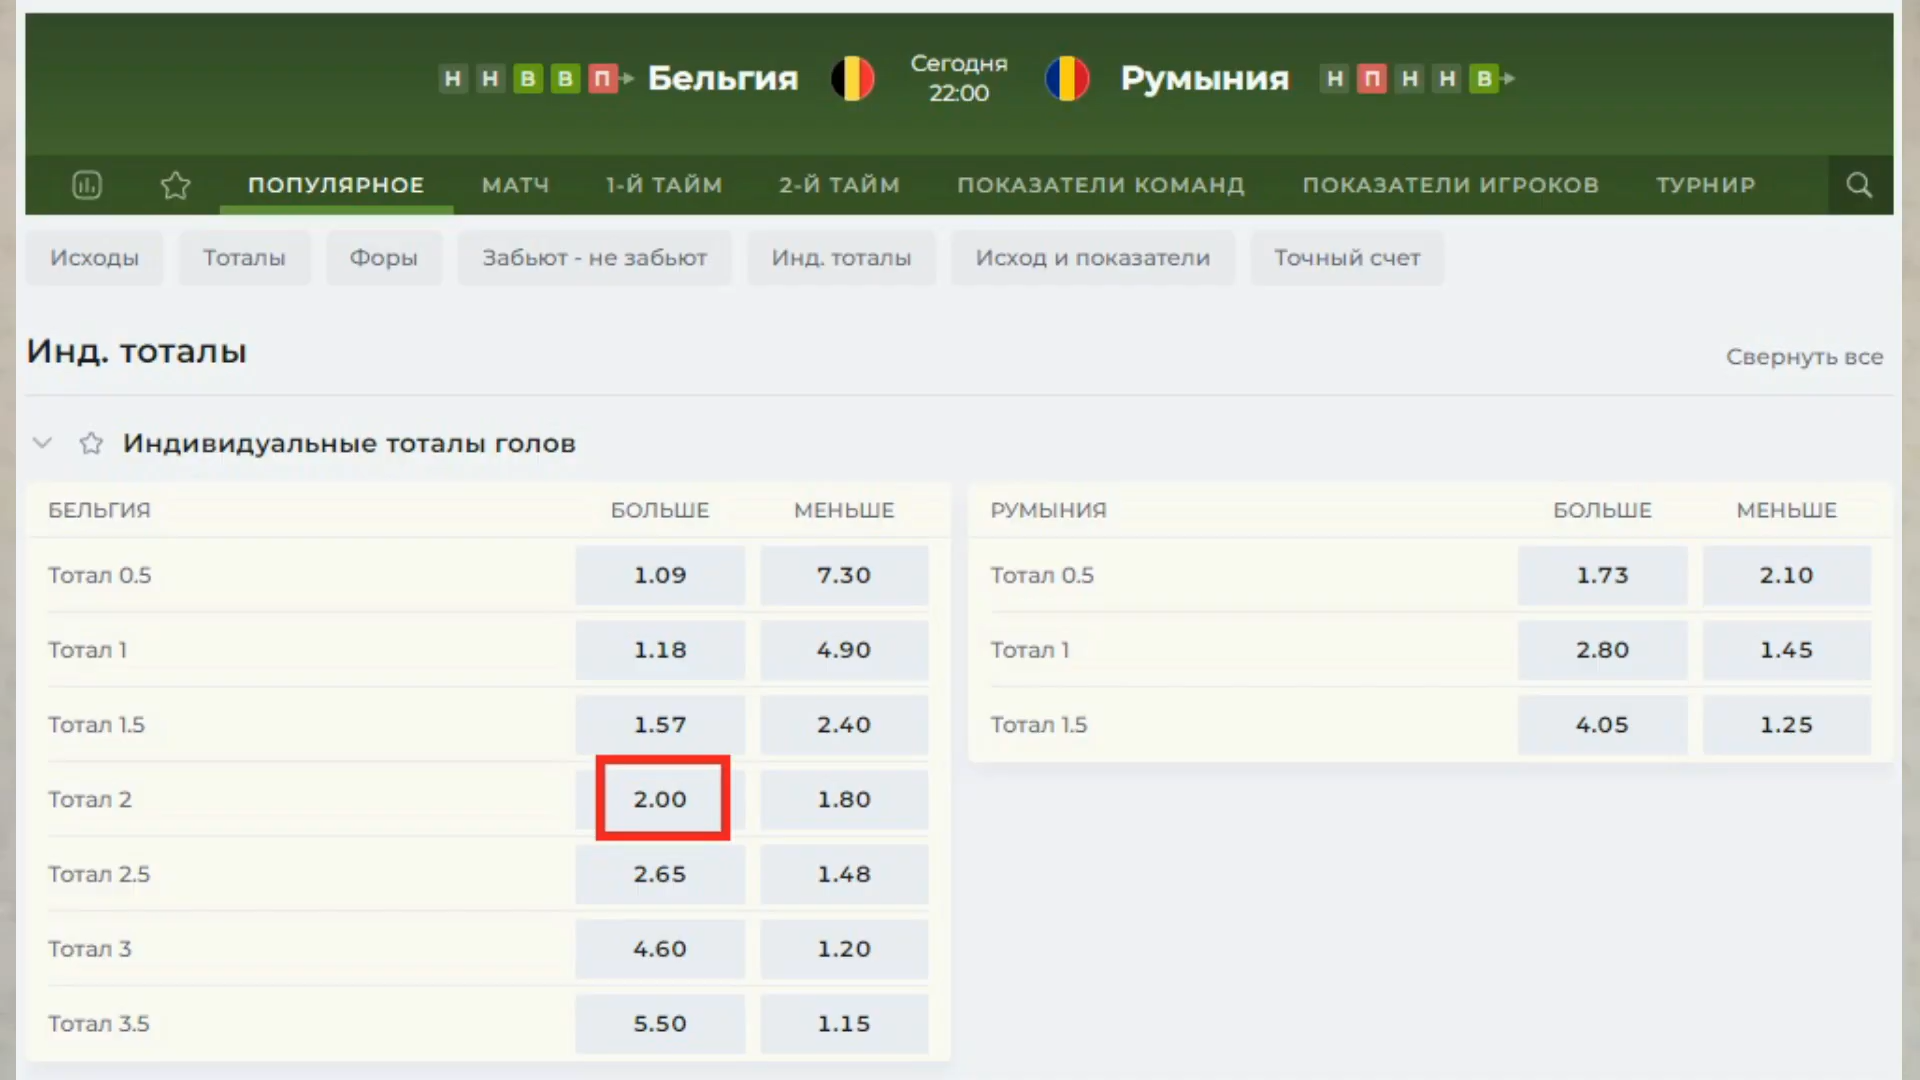 Н Н В В П Бельгия Сегодня 22:00 Румыния Н П Н Н В
ПОПУЛЯРНОЕ МАТЧ 1-Й ТАЙМ 2-Й ТАЙМ ПОКАЗАТЕЛИ КОМАНД ПОКАЗАТЕЛИ ИГРОКОВ ТУРНИР
Исходы Тоталы Форы Забьют - не забьют Инд. тоталы Исход и показатели Точный счет
Инд. тоталы
Свернуть все
Индивидуальные тоталы голов
БЕЛЬГИЯ БОЛЬШЕ МЕНЬШЕ
Тотал 0.5 1.09 7.30
Тотал 1 1.18 4.90
Тотал 1.5 1.57 2.40
Тотал 2 2.00 1.80
Тотал 2.5 2.65 1.48
Тотал 3 4.60 1.20
Тотал 3.5 5.50 1.15
РУМЫНИЯ БОЛЬШЕ МЕНЬШЕ
Тотал 0.5 1.73 2.10
Тотал 1 2.80 1.45
Тотал 1.5 4.05 1.25